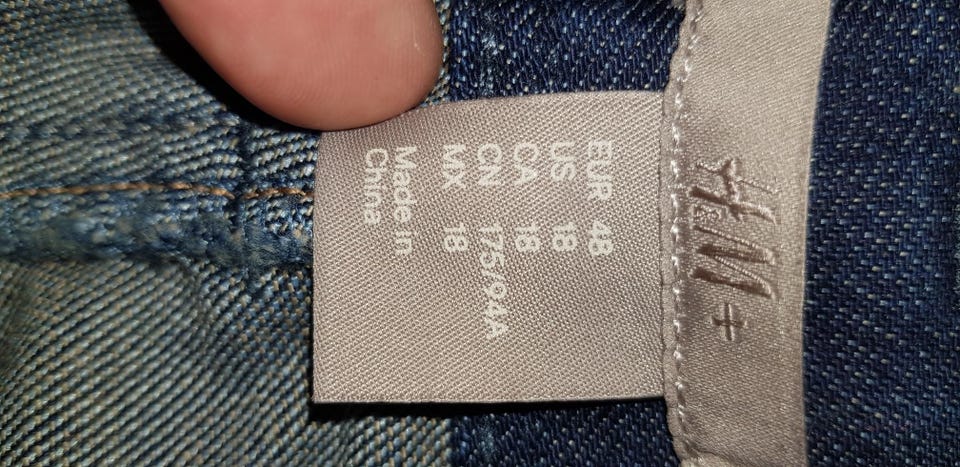 H&M+
EUR 48
US 18
CA 18
CN 175/94A
MX 18
Made in
China